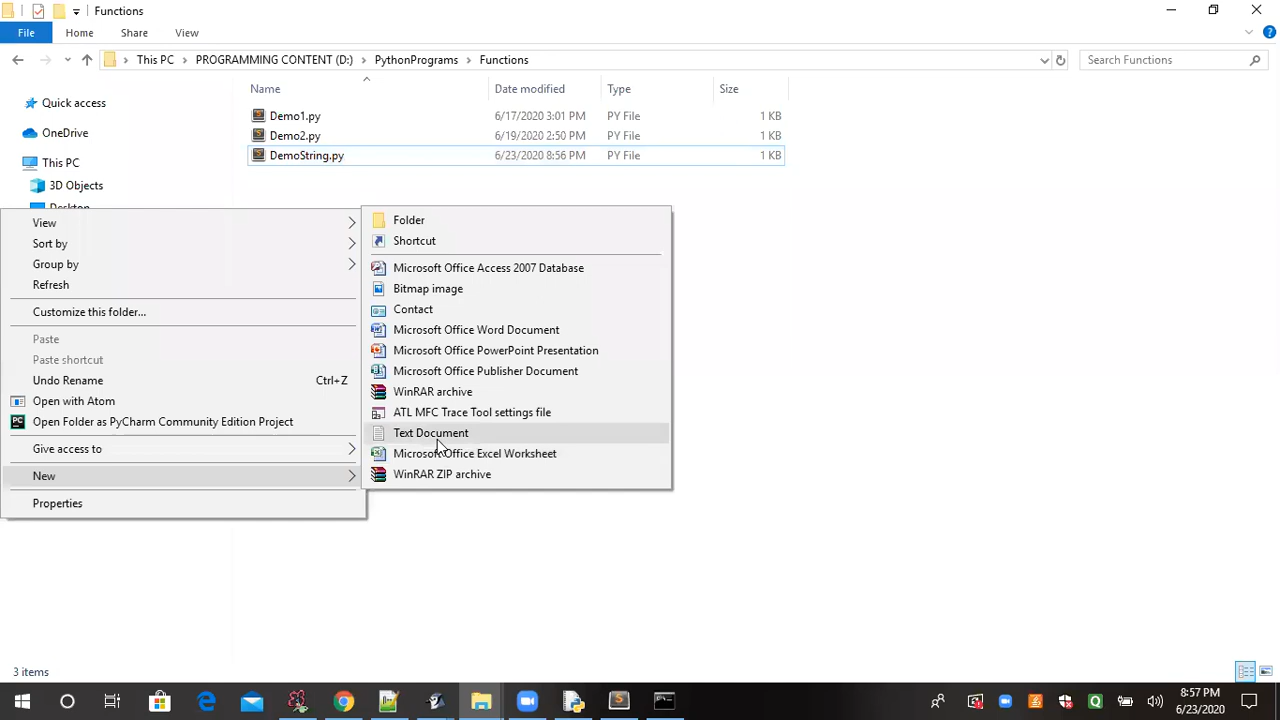 Functions
File Home Share View
This PC PROGRAMMING CONTENT (D:) PythonPrograms Functions Search Functions
Name Date modified Type Size
Quick access
OneDrive
This PC
3D Objects
Desktop
Demo1.py 6/17/2020 3:01 PM PY File 1 KB
Demo2.py 6/19/2020 2:50 PM PY File 1 KB
DemoString.py 6/23/2020 8:56 PM PY File 1 KB
View
Sort by
Group by
Refresh
Customize this folder...
Paste
Paste shortcut
Undo Rename Ctrl+Z
Open with Atom
PC Open Folder as PyCharm Community Edition Project
Give access to
New
Properties
Folder
Shortcut
Microsoft Office Access 2007 Database
Bitmap image
Contact
Microsoft Office Word Document
Microsoft Office PowerPoint Presentation
Microsoft Office Publisher Document
WinRAR archive
ATL MFC Trace Tool settings file
Text Document
Microsoft Office Excel Worksheet
WinRAR ZIP archive
3 items
8:57 PM
6/23/2020